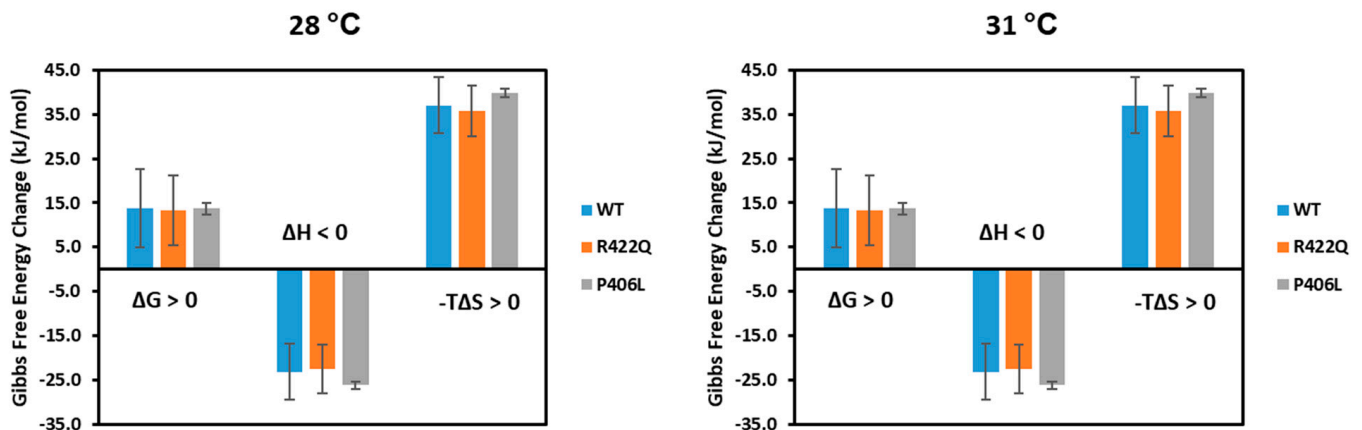 28 °C
Gibbs Free Energy Change (kJ/mol)
45.0
35.0
25.0
15.0
5.0
-5.0
-15.0
-25.0
-35.0
ΔH < 0
ΔG > 0
-TΔS > 0
WT
R422Q
P406L
31 °C
Gibbs Free Energy Change (kJ/mol)
45.0
35.0
25.0
15.0
5.0
-5.0
-15.0
-25.0
-35.0
ΔH < 0
ΔG > 0
-TΔS > 0
WT
R422Q
P406L